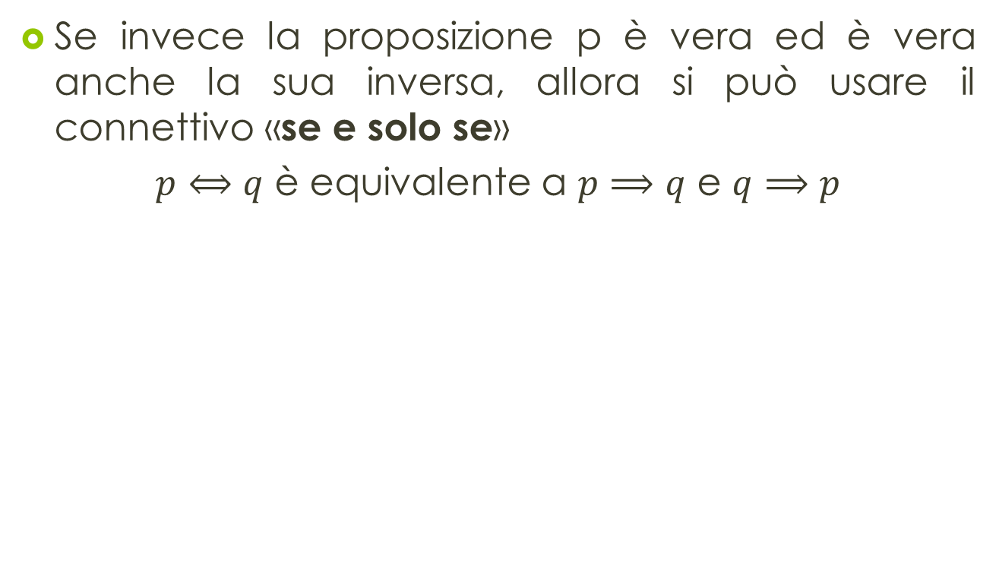 Se invece la proposizione p è vera ed è vera
anche la sua inversa, allora si può usare il
connettivo «se e solo se»
p ⟺ q è equivalente a p ⟹ q e q ⟹ p